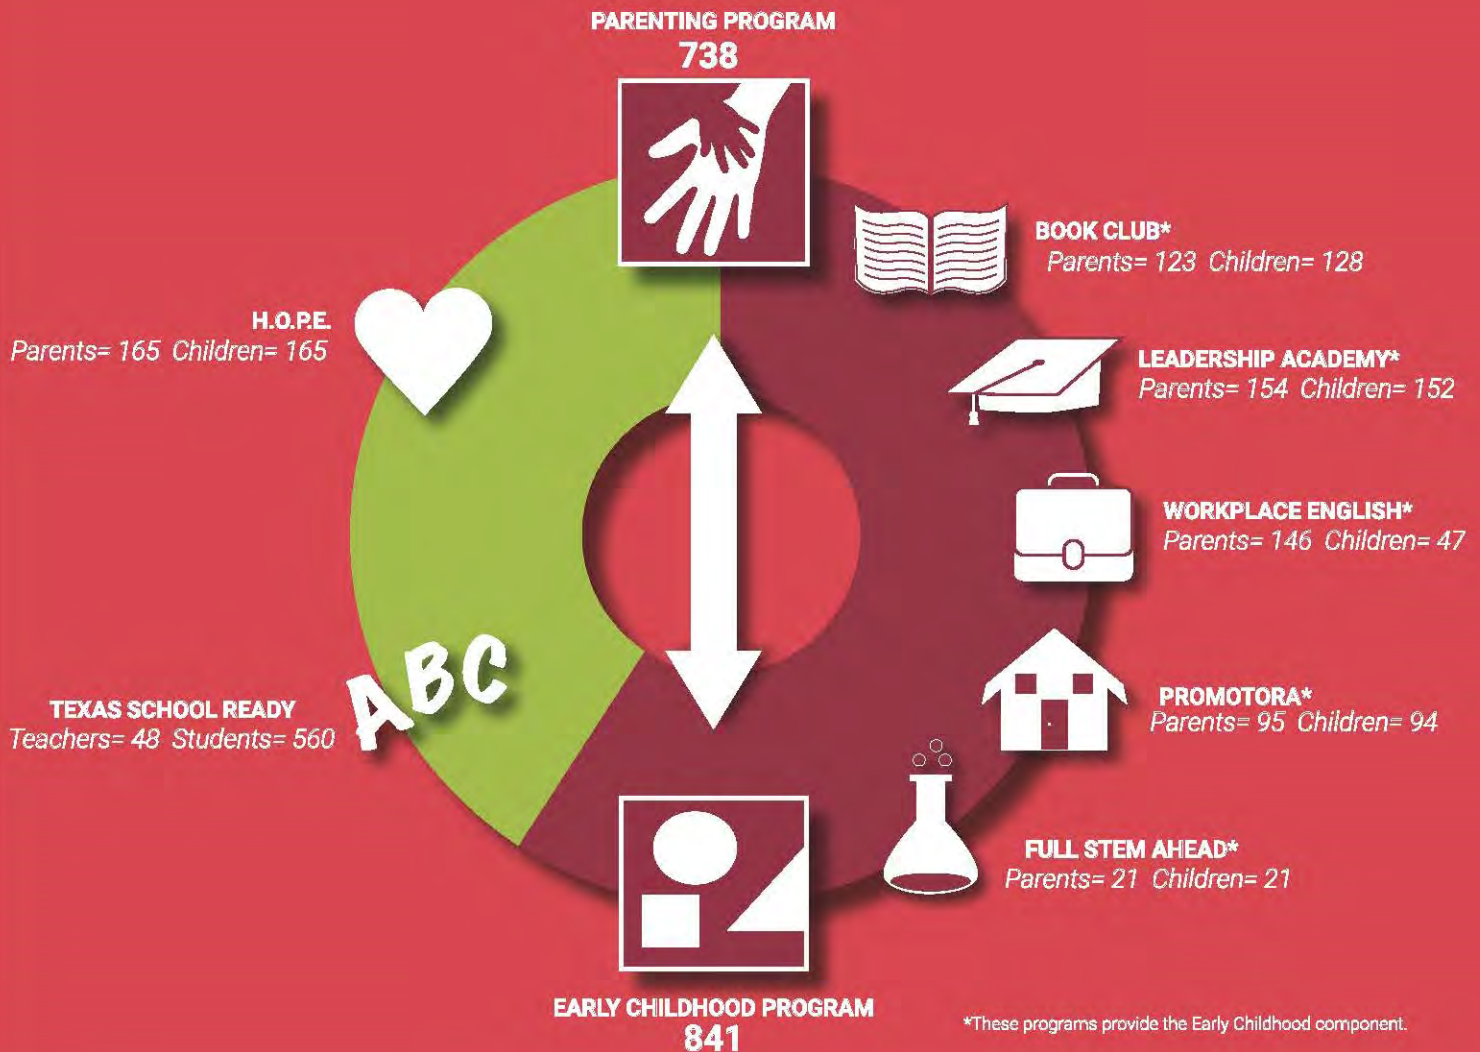 PARENTING PROGRAM
738
BOOK CLUB*
Parents= 123 Children= 128
LEADERSHIP ACADEMY*
Parents= 154 Children= 152
WORKPLACE ENGLISH*
Parents= 146 Children= 47
PROMOTORA*
Parents= 95 Children= 94
FULL STEM AHEAD*
Parents= 21 Children= 21
H.O.P.E.
Parents= 165 Children= 165
ABC
TEXAS SCHOOL READY
Teachers= 48 Students= 560
EARLY CHILDHOOD PROGRAM
841
*These programs provide the Early Childhood component.